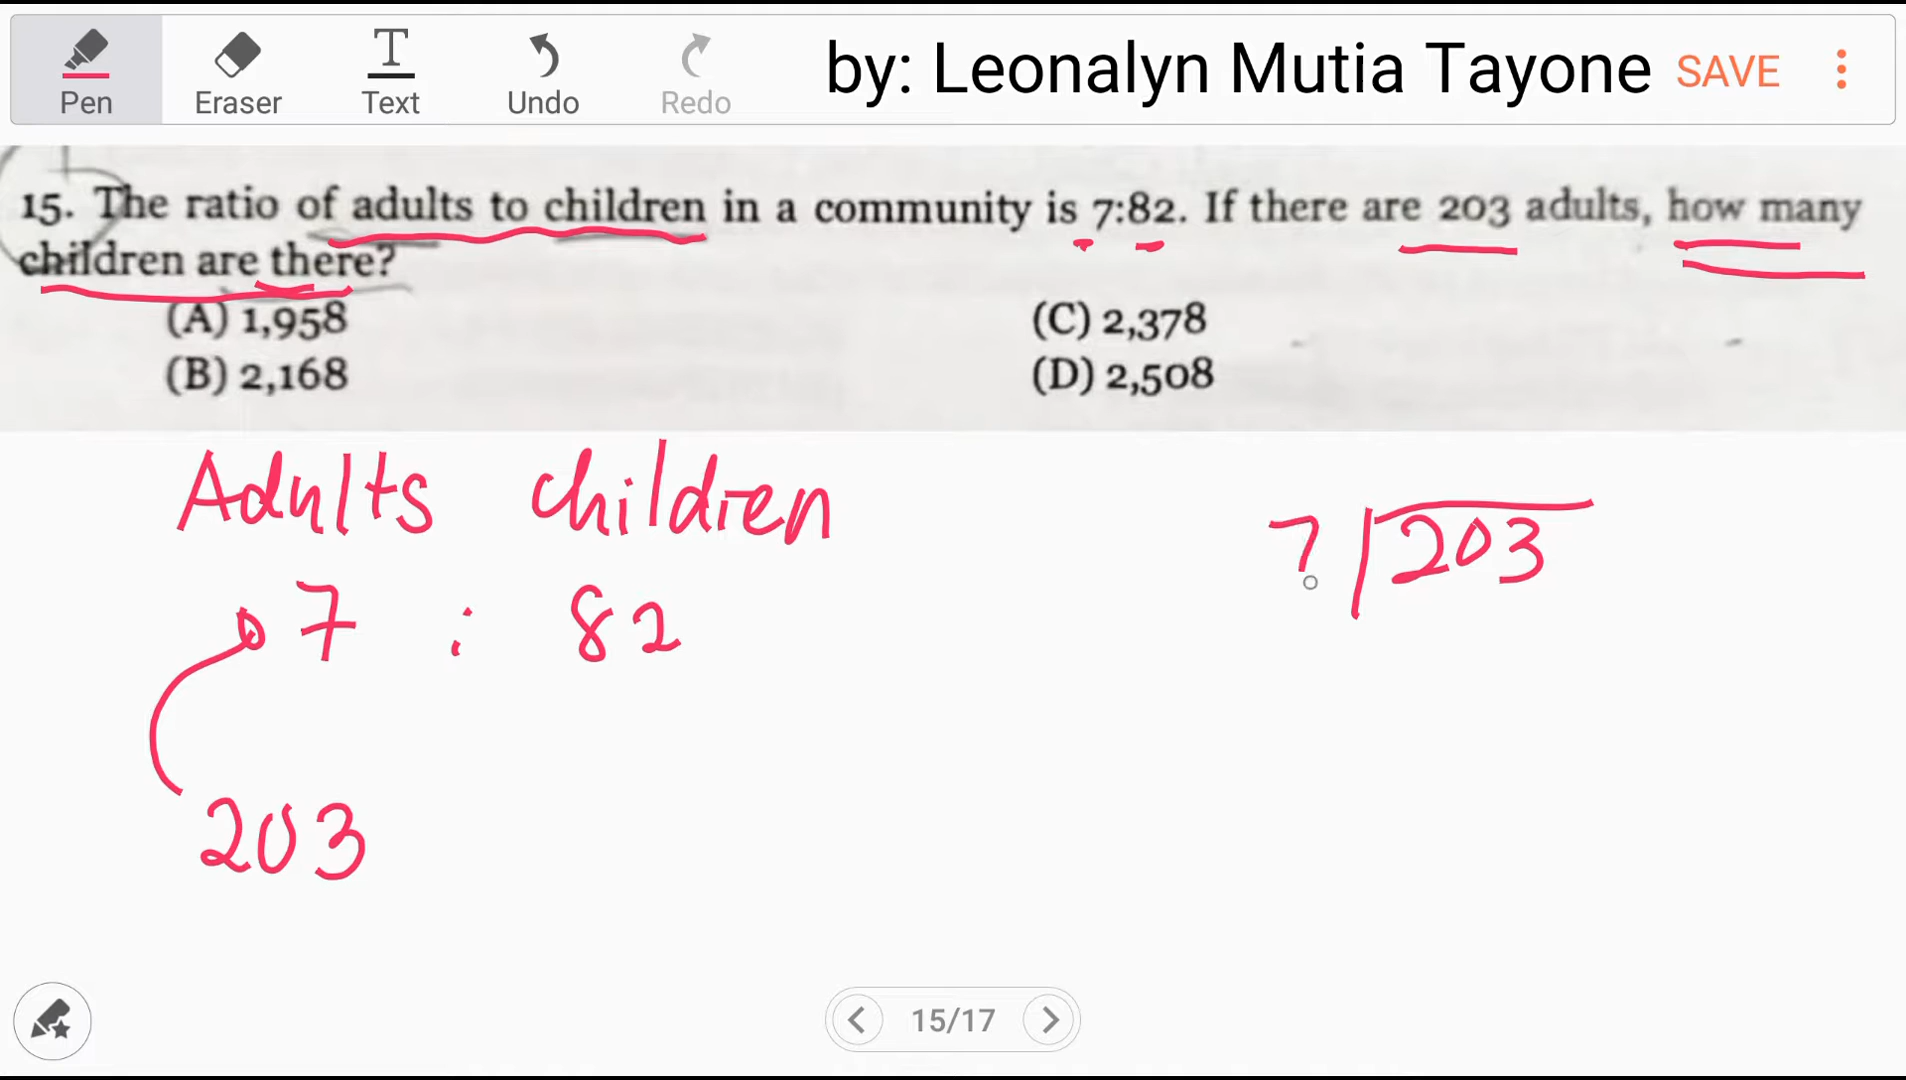 Pen Eraser Text Undo Redo by: Leonalyn Mutia Tayone SAVE
15. The ratio of adults to children in a community is 7:82. If there are 203 adults, how many
children are there?
(A) 1,958 (C) 2,378
(B) 2,168 (D) 2,508
Adults children
7 : 82
7 203
203
15/17